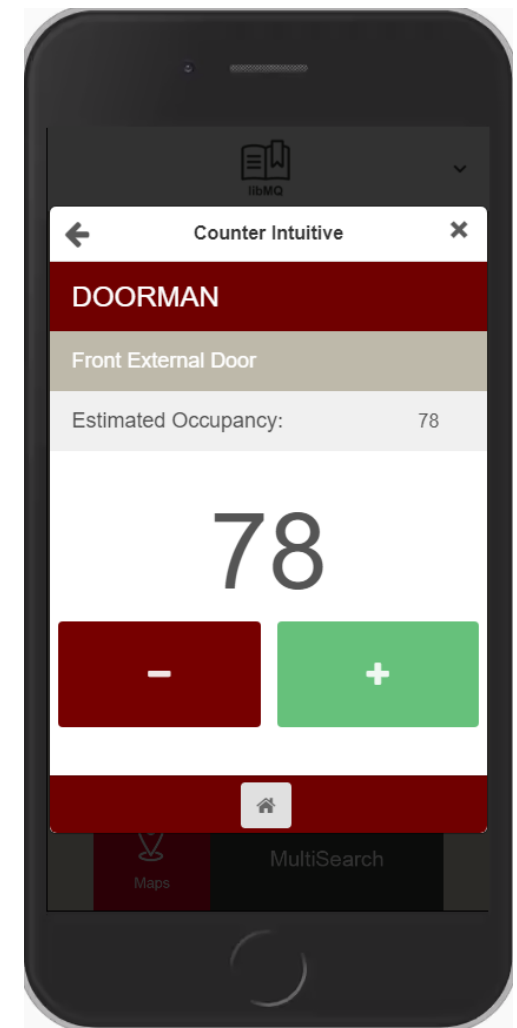 libMQ
Counter Intuitive
DOORMAN
Front External Door
Estimated Occupancy: 78
78
Maps
MultiSearch